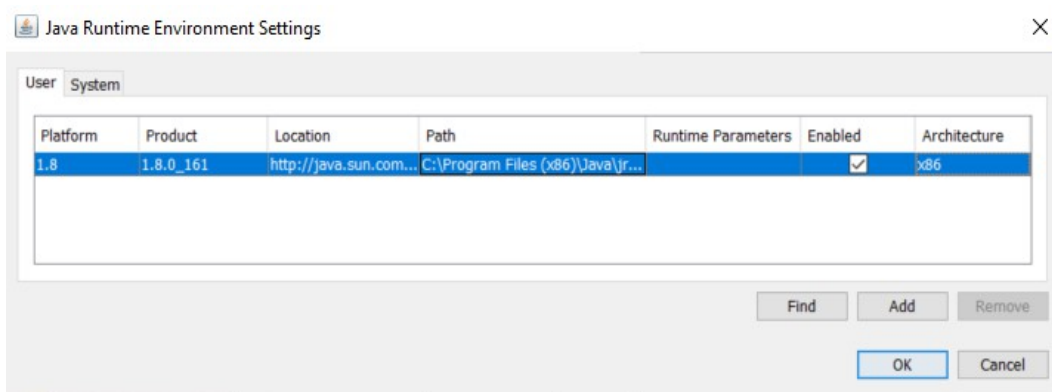 Java Runtime Environment Settings
User System
Platform Product Location Path Runtime Parameters Enabled Architecture
1.8 1.8.0_161 http://java.sun.com... C:\Program Files (x86)\Java\jr... x86
Find Add Remove
OK Cancel